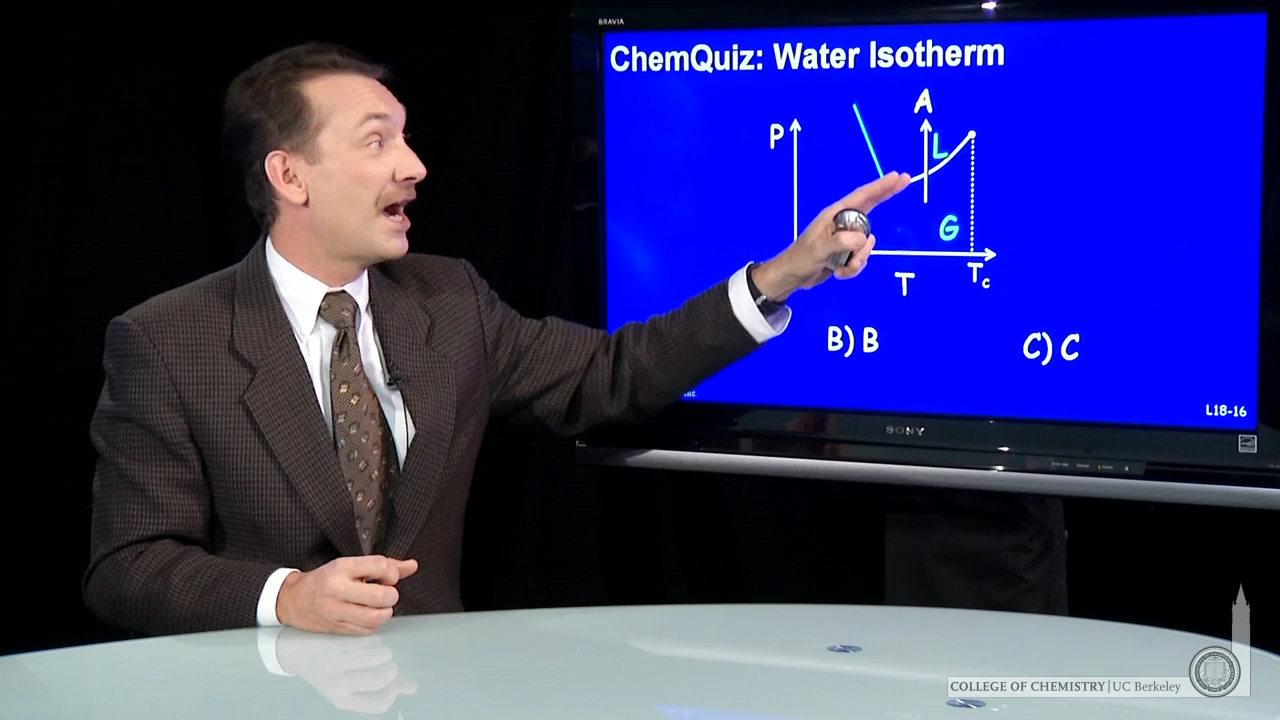 BRAVIA
ChemQuiz: Water Isotherm
A
P
L
G
T
Tc
B) B
C) C
L18-16
SONY
COLLEGE OF CHEMISTRY | UC Berkeley